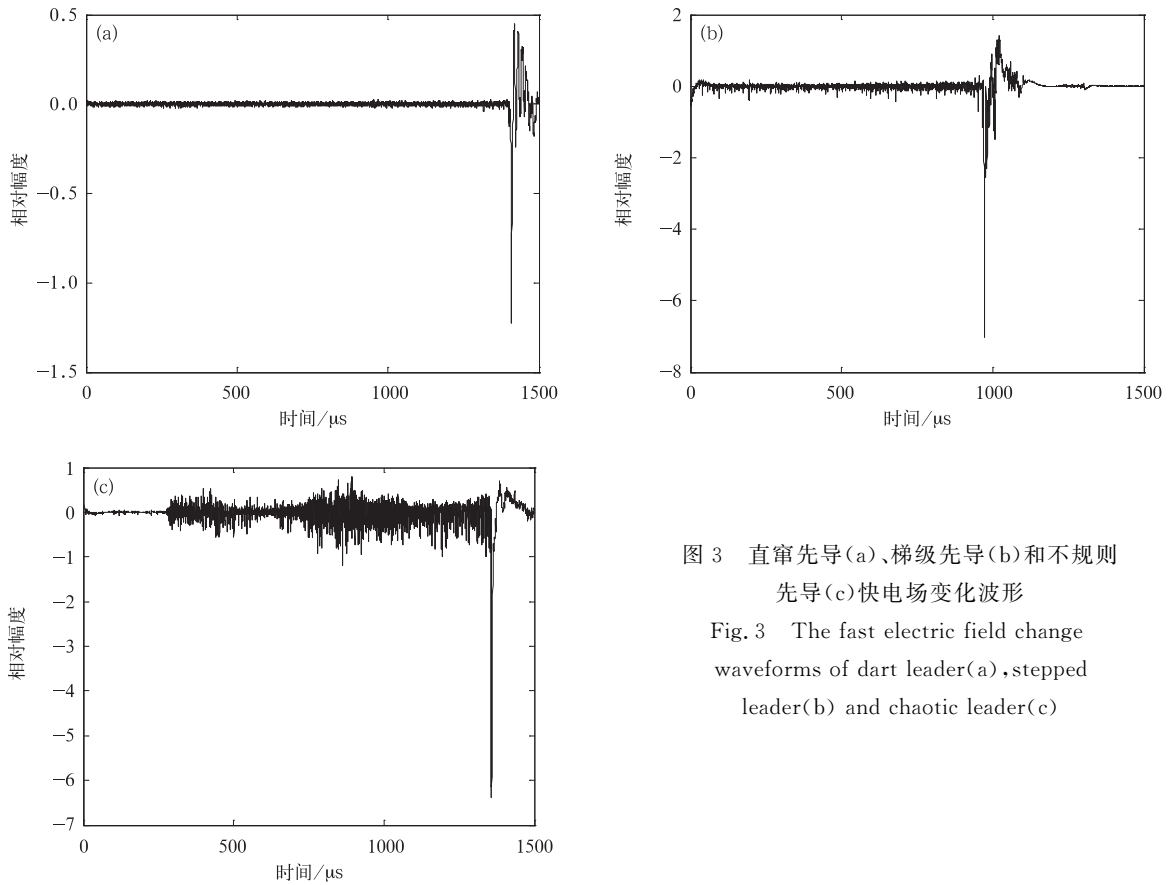 (a)
0.5
0.0
−0.5
−1.0
−1.5
相对幅度
0 500 1000 1500
时间/μs
(b)
2
0
−2
−4
−6
−8
相对幅度
0 500 1000 1500
时间/μs
(c)
1
0
−1
−2
−3
−4
−5
−6
−7
相对幅度
0 500 1000 1500
时间/μs
图 3 直窜先导(a)、梯级先导(b)和不规则
先导(c)快电场变化波形
Fig. 3 The fast electric field change
waveforms of dart leader(a),stepped
leader(b) and chaotic leader(c)